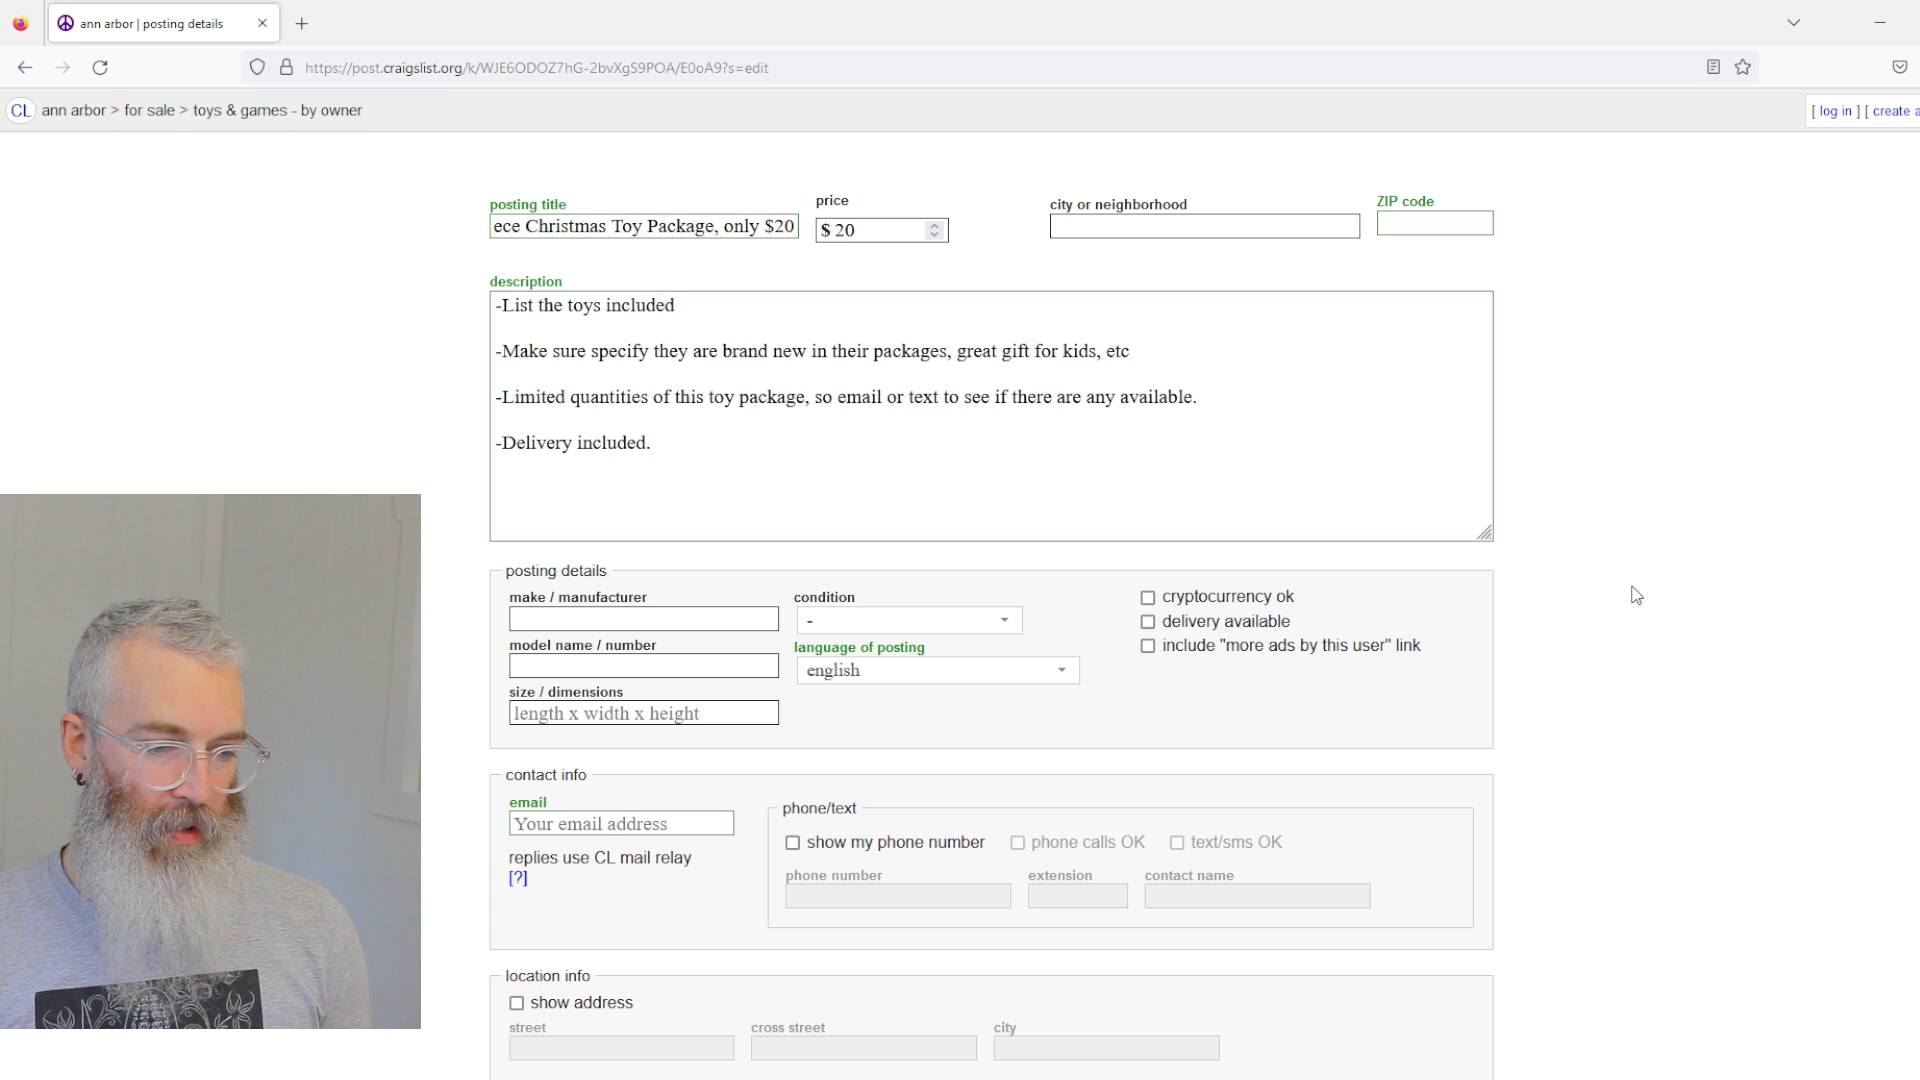 ann arbor | posting details
https://post.craigslist.org/k/WJE6ODOZ7hG-2bvXgS9POA/E0oA9?s=edit
CL ann arbor > for sale > toys & games - by owner
[ log in ] [ create a
posting title
price
city or neighborhood
ZIP code
ece Christmas Toy Package, only $20
$ 20
description
-List the toys included
-Make sure specify they are brand new in their packages, great gift for kids, etc
-Limited quantities of this toy package, so email or text to see if there are any available.
-Delivery included.
posting details
make / manufacturer
condition
-
cryptocurrency ok
delivery available
include "more ads by this user" link
model name / number
language of posting
english
size / dimensions
length x width x height
contact info
email
Your email address
replies use CL mail relay
[?]
phone/text
show my phone number
phone calls OK
text/sms OK
phone number
extension
contact name
location info
show address
street
cross street
city